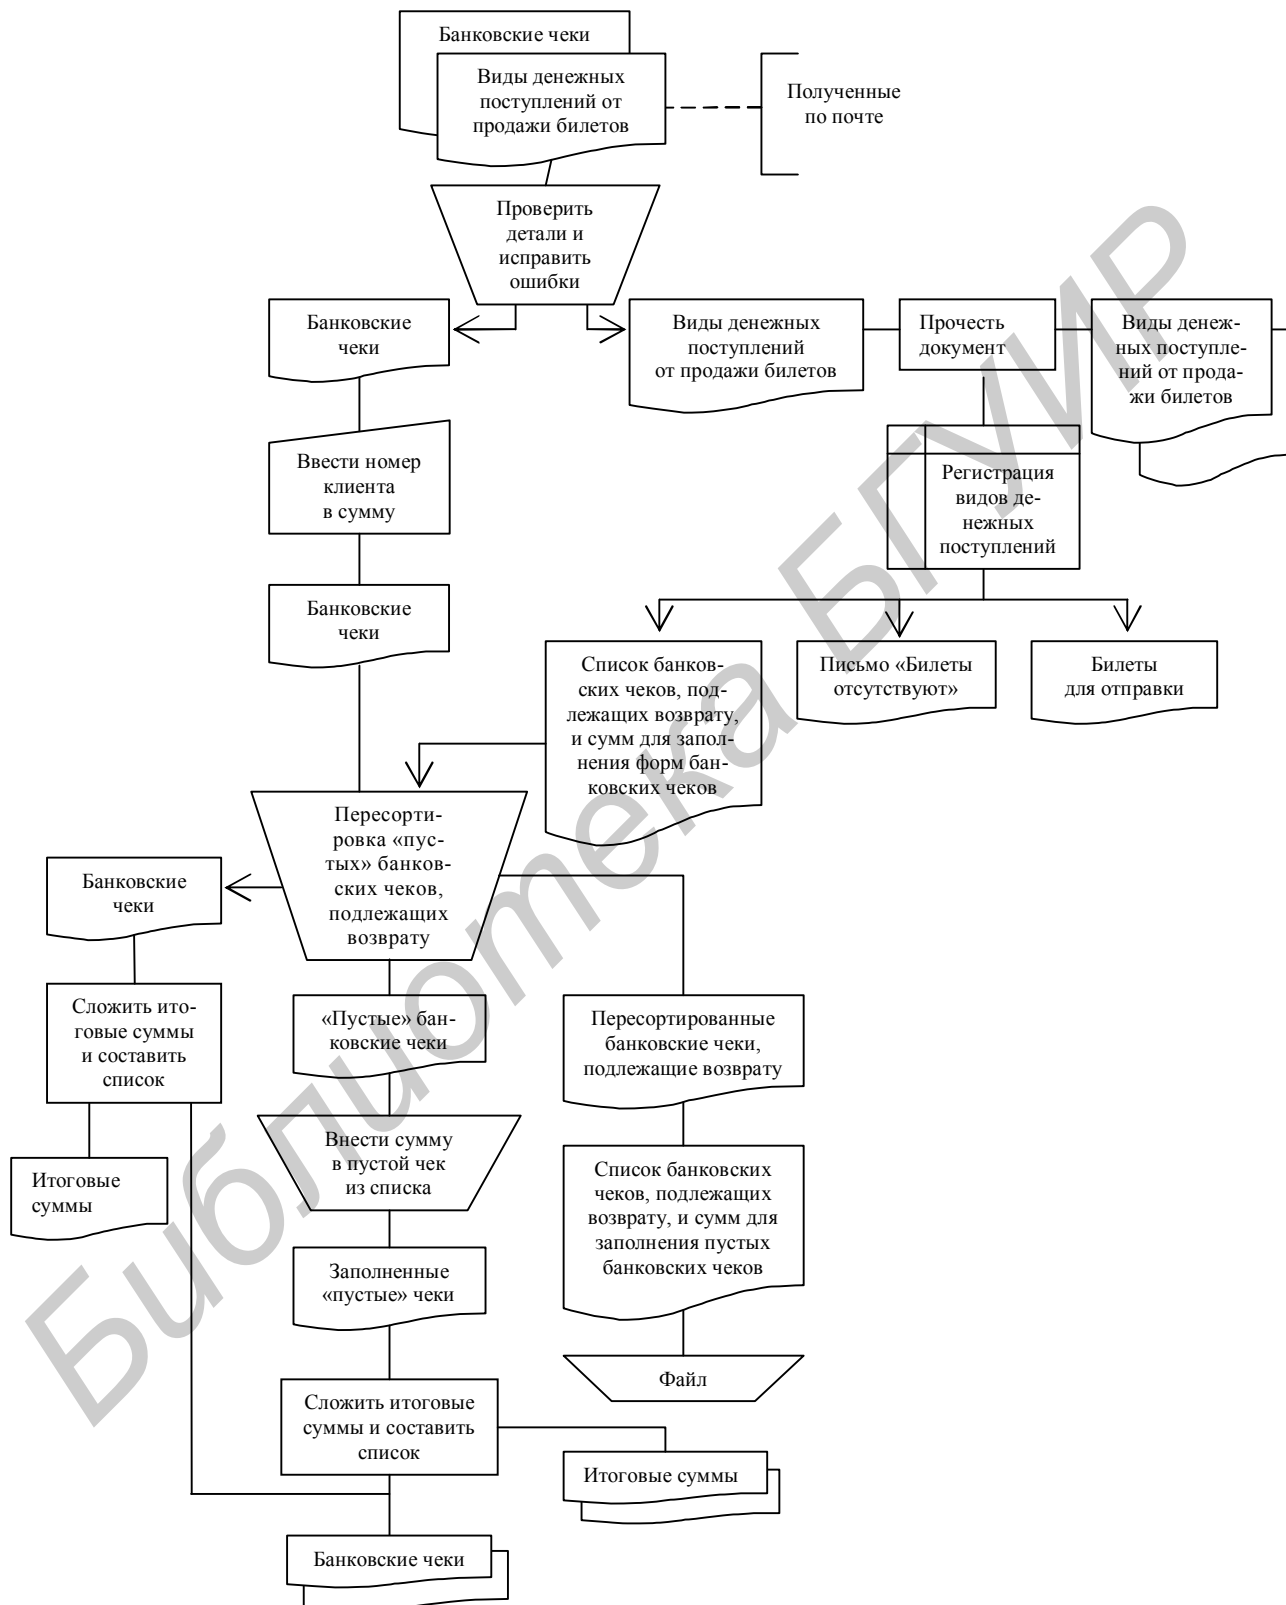 Банковские чеки
Виды денежных
поступлений от
продажи билетов
Полученные
по почте
Проверить
детали и
исправить
ошибки
Банковские
чеки
Виды денежных
поступлений
от продажи билетов
Прочесть
документ
Виды денеж-
ных поступле-
ний от прода-
жи билетов
Ввести номер
клиента
в сумму
Регистрация
видов де-
нежных
поступлений
Банковские
чеки
Список банков-
ских чеков, под-
лежащих возврату,
и сумм для запол-
нения форм бан-
ковских чеков
Письмо «Билеты
отсутствуют»
Билеты
для отправки
Пересорти-
ровка «пус-
тых» банков-
ских чеков,
подлежащих
возврату
Банковские
чеки
Сложить ито-
говые суммы
и составить
список
«Пустые» бан-
ковские чеки
Пересортированные
банковские чеки,
подлежащие возврату
Внести сумму
в пустой чек
из списка
Список банковских
чеков, подлежащих
возврату, и сумм для
заполнения пустых
банковских чеков
Итоговые
суммы
Заполненные
«пустые» чеки
Файл
Сложить итоговые
суммы и составить
список
Итоговые суммы
Банковские чеки
Библиотека БГУИР